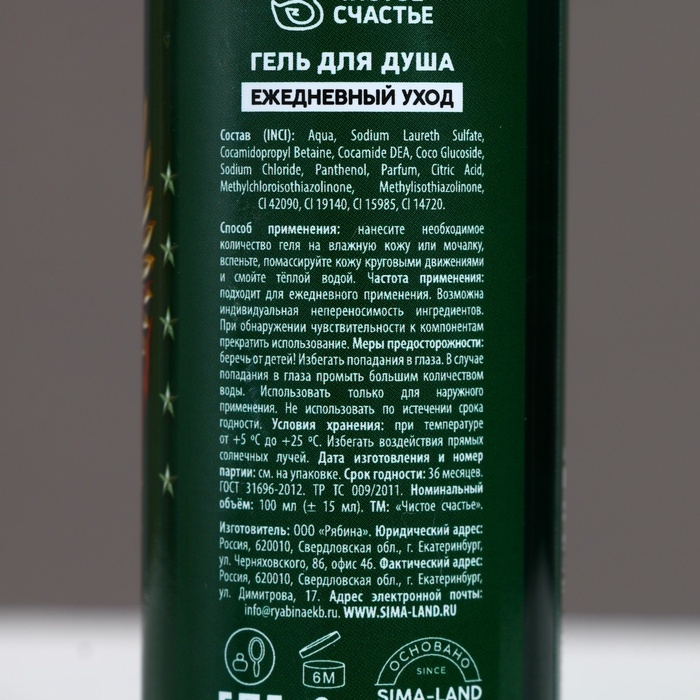 СЧАСТЬЕ
ГЕЛЬ ДЛЯ ДУША
ЕЖЕДНЕВНЫЙ УХОД
Состав (INCI): Aqua, Sodium Laureth Sulfate,
Cocamidopropyl Betaine, Cocamide DEA, Coco Glucoside,
Sodium Chloride, Panthenol, Parfum, Citric Acid,
Methylchloroisothiazolinone, Methylisothiazolinone,
CI 42090, CI 19140, CI 15985, CI 14720.
Способ применения: нанесите необходимое
количество геля на влажную кожу или мочалку,
вспеньте, помассируйте кожу круговыми движениями
и смойте тёплой водой. Частота применения:
подходит для ежедневного применения. Возможна
индивидуальная непереносимость ингредиентов.
При обнаружении чувствительности к компонентам
прекратить использование. Меры предосторожности:
беречь от детей! Избегать попадания в глаза. В случае
попадания в глаза промыть большим количеством
воды. Использовать только для наружного
применения. Не использовать по истечении срока
годности. Условия хранения: при температуре
от +5 ºС до +25 ºС. Избегать воздействия прямых
солнечных лучей. Дата изготовления и номер
партии: см. на упаковке. Срок годности: 36 месяцев.
ГОСТ 31696-2012. ТР ТС 009/2011. Номинальный
объём: 100 мл (± 15 мл). ТМ: «Чистое счастье».
Изготовитель: ООО «Рябина». Юридический адрес:
Россия, 620010, Свердловская обл., г. Екатеринбург,
ул. Черняховского, 86, офис 46. Фактический адрес:
Россия, 620010, Свердловская обл., г. Екатеринбург,
ул. Димитрова, 17. Адрес электронной почты:
info@ryabinaekb.ru. WWW.SIMA-LAND.RU
6M
ОСНОВАНО
SINCE
SIMA-LAND